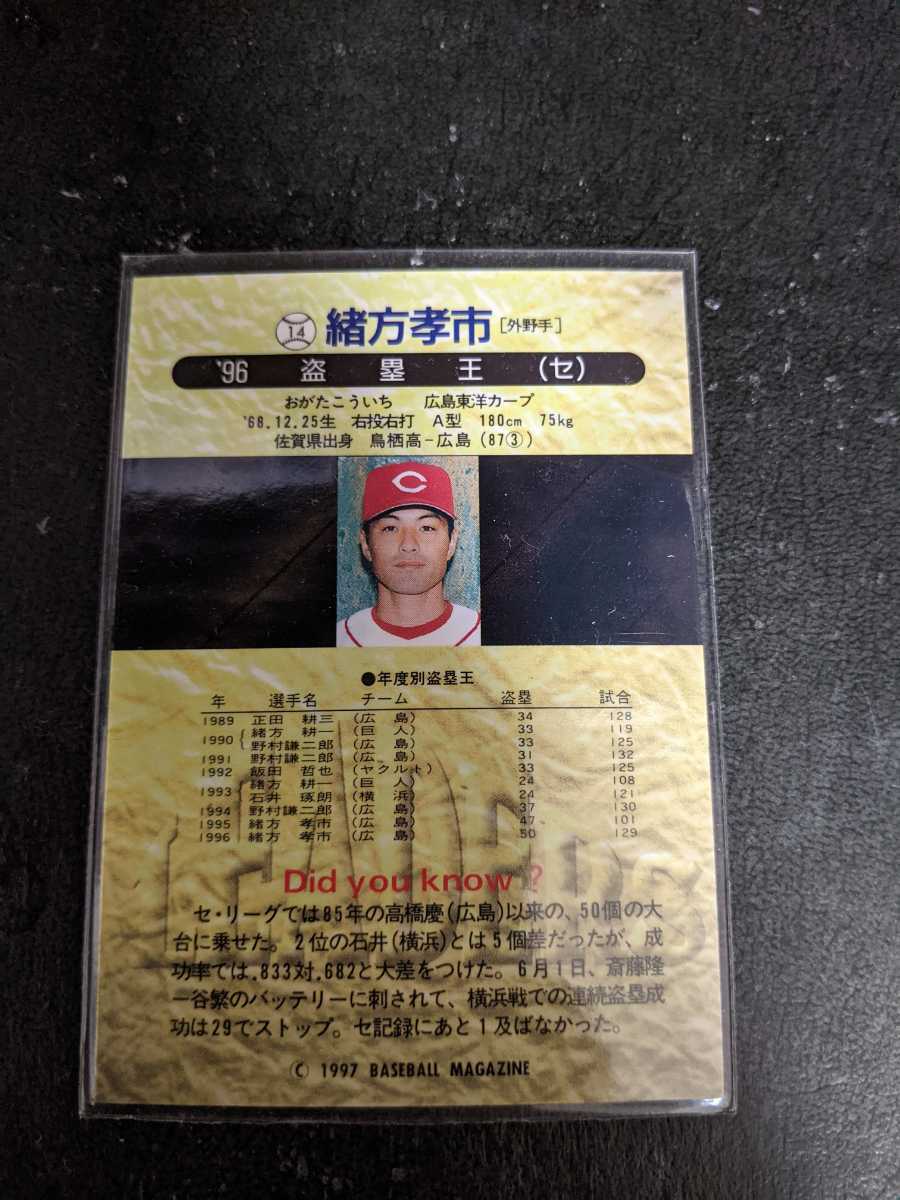 14 緒方孝市 [外野手]
'96 盗塁王 (セ)
おがたこういち 広島東洋カープ
'68.12.25生 右投右打 A型 180cm 75kg
佐賀県出身 鳥栖高-広島(87③)
C
●年度別盗塁王
年 選手名 チーム 盗塁 試合
1989 正田 耕三 (広島) 34 128
1990 { 緒方 耕一 (巨人) 33 119
野村謙二郎 (広島) 33 125
1991 野村謙二郎 (広島) 31 132
1992 飯田 哲也 (ヤクルト) 33 125
1993 { 緒方 耕一 (巨人) 24 108
石井 琢朗 (横浜) 24 121
1994 野村謙二郎 (広島) 37 130
1995 緒方 孝市 (広島) 47 101
1996 緒方 孝市 (広島) 50 129
LEADERS
Did you know ?
セ・リーグでは85年の高橋慶(広島)以来の、50個の大
台に乗せた。2位の石井(横浜)とは5個差だったが、成
功率では.833対.682と大差をつけた。6月1日、斎藤隆
ー谷繁のバッテリーに刺されて、横浜戦での連続盗塁成
功は29でストップ。セ記録にあと1及ばなかった。
© 1997 BASEBALL MAGAZINE